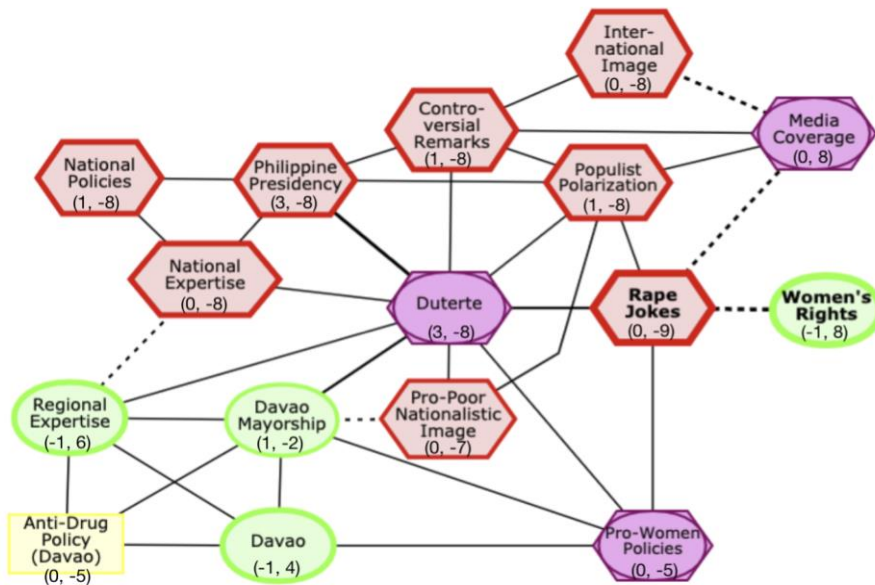 Inter-
national
Image
(0, -8)
Contro-
versial
Remarks
(1, -8)
Media
Coverage
(0, 8)
National
Policies
(1, -8)
Philippine
Presidency
(3, -8)
Populist
Polarization
(1, -8)
National
Expertise
(0, -8)
Duterte
(3, -8)
Rape
Jokes
(0, -9)
Women's
Rights
(-1, 8)
Regional
Expertise
(-1, 6)
Davao
Mayorship
(1, -2)
Pro-Poor
Nationalistic
Image
(0, -7)
Anti-Drug
Policy
(Davao)
(0, -5)
Davao
(-1, 4)
Pro-Women
Policies
(0, -5)